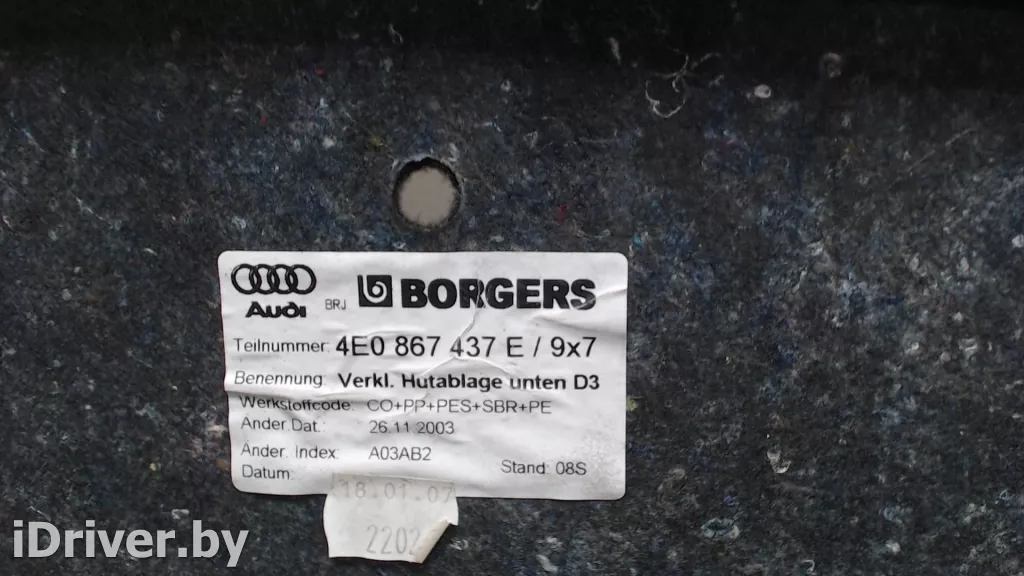 Audi BRJ BORGERS
Teilnummer: 4E0 867 437 E / 9x7
Benennung: Verkl. Hutablage unten D3
Werkstoffcode: CO+PP+PES+SBR+PE
Änder.Dat.: 26.11.2003
Änder. Index: A03AB2
Stand: 08S
Datum:
18.01.07
2202
iDriver.by